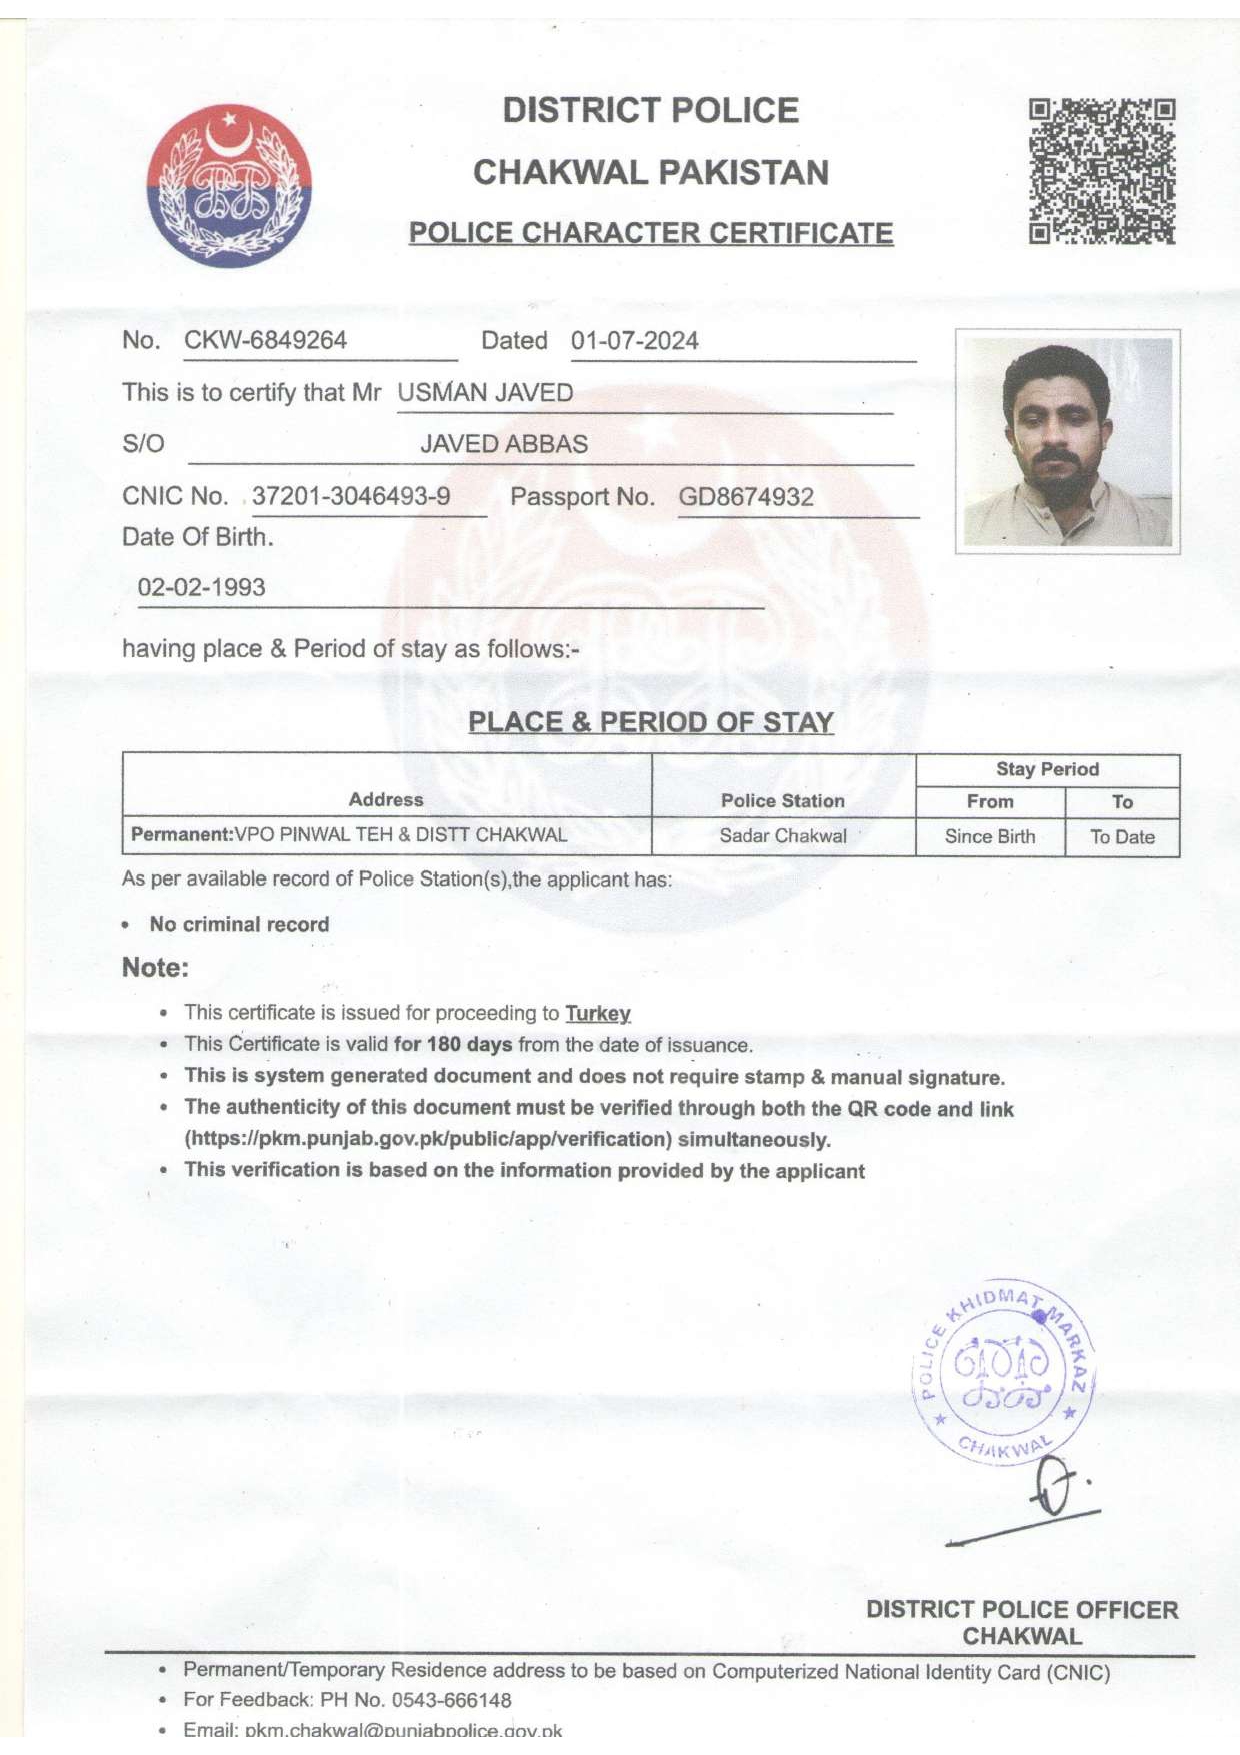 DISTRICT POLICE
CHAKWAL PAKISTAN
POLICE CHARACTER CERTIFICATE
No. CKW-6849264 Dated 01-07-2024
This is to certify that Mr USMAN JAVED
S/O JAVED ABBAS
CNIC No. 37201-3046493-9 Passport No. GD8674932
Date Of Birth.
02-02-1993
having place & Period of stay as follows:-
PLACE & PERIOD OF STAY
Stay Period
Address Police Station From To
Permanent:VPO PINWAL TEH & DISTT CHAKWAL Sadar Chakwal Since Birth To Date
As per available record of Police Station(s),the applicant has:
• No criminal record
Note:
• This certificate is issued for proceeding to Turkey
• This Certificate is valid for 180 days from the date of issuance.
• This is system generated document and does not require stamp & manual signature.
• The authenticity of this document must be verified through both the QR code and link
(https://pkm.punjab.gov.pk/public/app/verification) simultaneously.
• This verification is based on the information provided by the applicant
POLICE KHIDMAT MARKAZ
CHAKWAL
DISTRICT POLICE OFFICER
CHAKWAL
• Permanent/Temporary Residence address to be based on Computerized National Identity Card (CNIC)
• For Feedback: PH No. 0543-666148
• Email: pkm.chakwal@punjabpolice.gov.pk